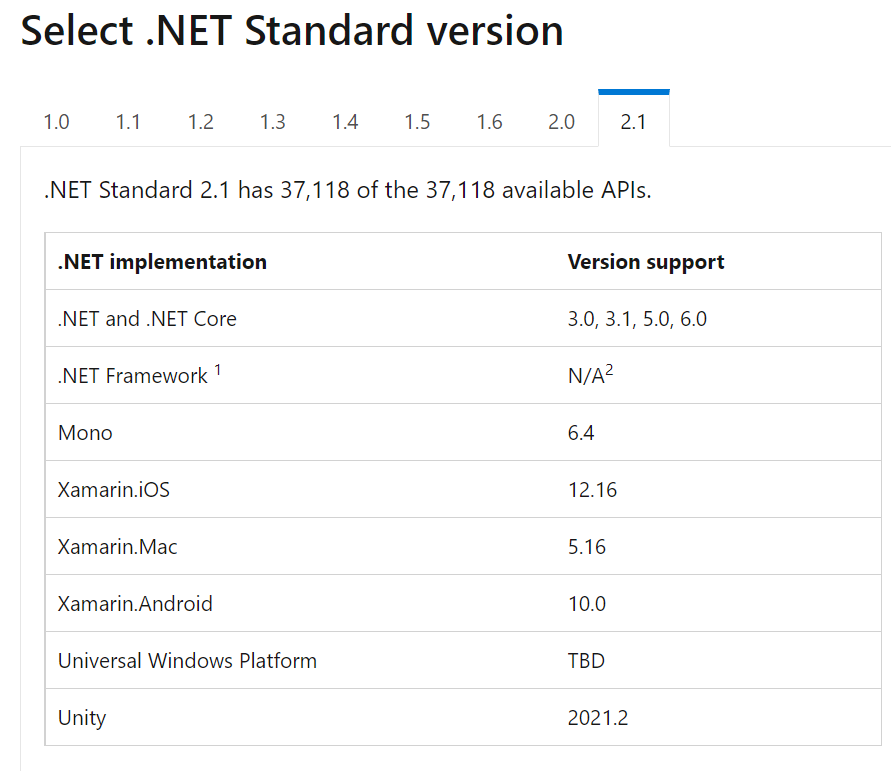 Select .NET Standard version
1.0 1.1 1.2 1.3 1.4 1.5 1.6 2.0 2.1
.NET Standard 2.1 has 37,118 of the 37,118 available APIs.
.NET implementation Version support
.NET and .NET Core 3.0, 3.1, 5.0, 6.0
.NET Framework 1 N/A2
Mono 6.4
Xamarin.iOS 12.16
Xamarin.Mac 5.16
Xamarin.Android 10.0
Universal Windows Platform TBD
Unity 2021.2